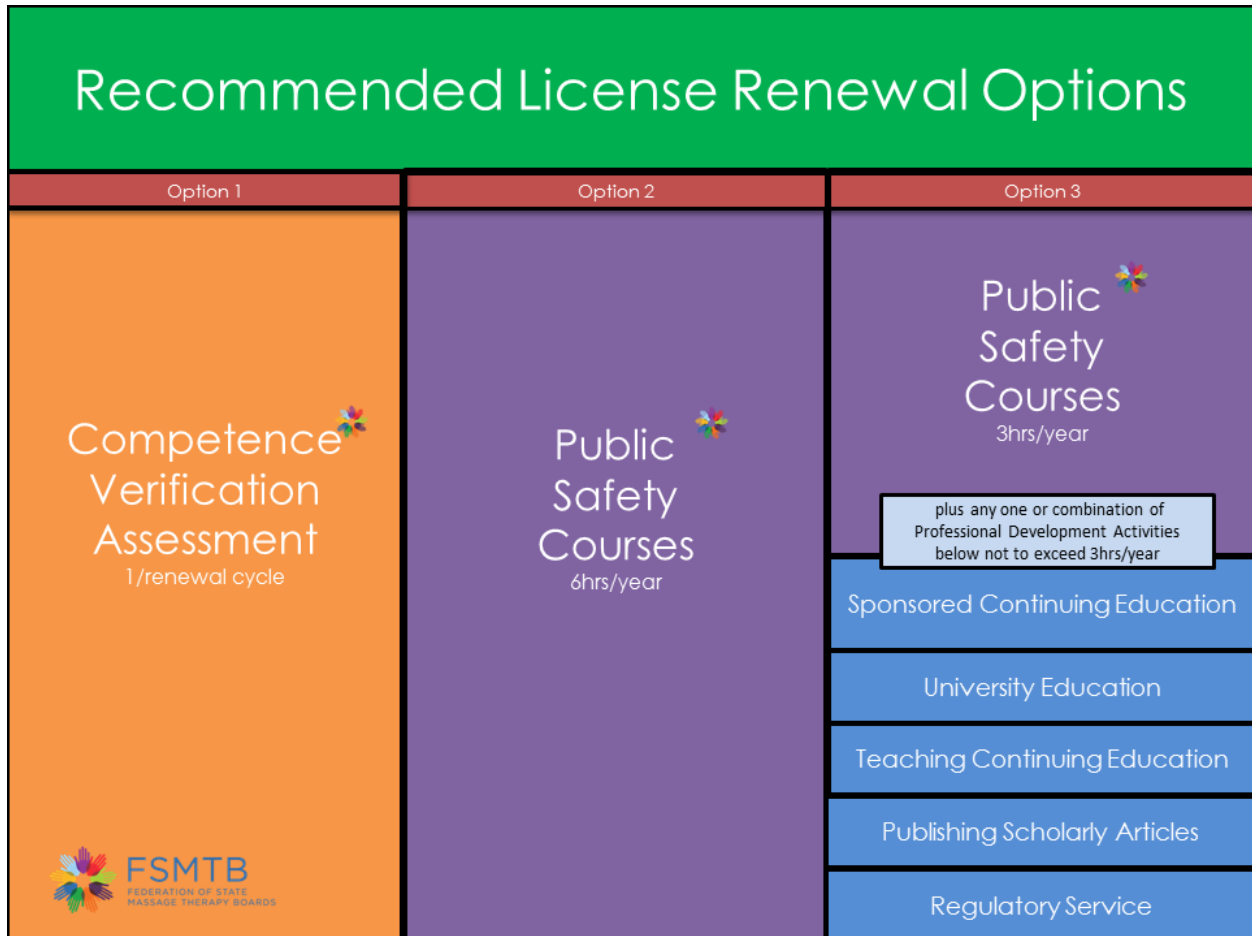 Recommended License Renewal Options
Option 1
Competence
Verification
Assessment
1/renewal cycle
FSMTB
FEDERATION OF STATE
MASSAGE THERAPY BOARDS
Option 2
Public
Safety
Courses
6hrs/year
Option 3
Public
Safety
Courses
3hrs/year
plus any one or combination of
Professional Development Activities
below not to exceed 3hrs/year
Sponsored Continuing Education
University Education
Teaching Continuing Education
Publishing Scholarly Articles
Regulatory Service